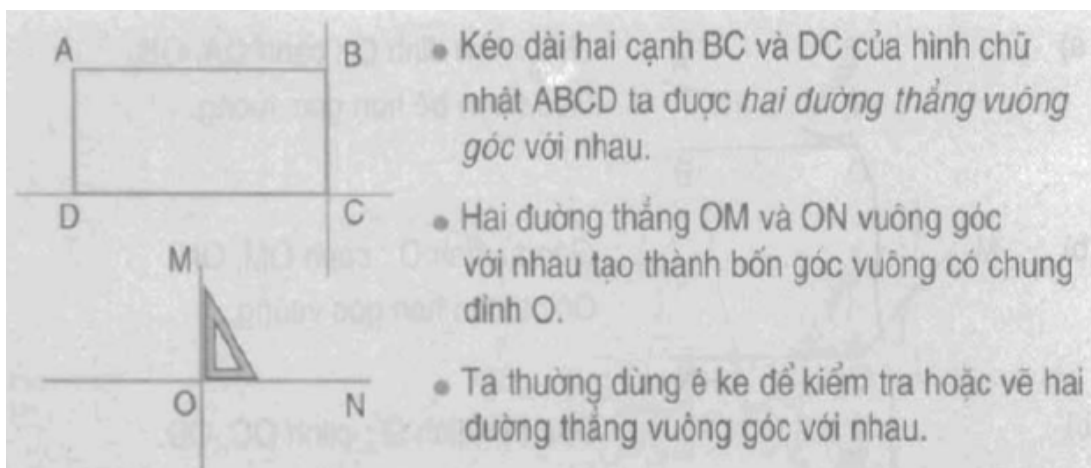 A
B
D
C
M
O
N
• Kéo dài hai cạnh BC và DC của hình chữ
nhật ABCD ta được hai đường thẳng vuông
góc với nhau.
• Hai đường thẳng OM và ON vuông góc
với nhau tạo thành bốn góc vuông có chung
đỉnh O.
• Ta thường dùng ê ke để kiểm tra hoặc vẽ hai
đường thẳng vuông góc với nhau.